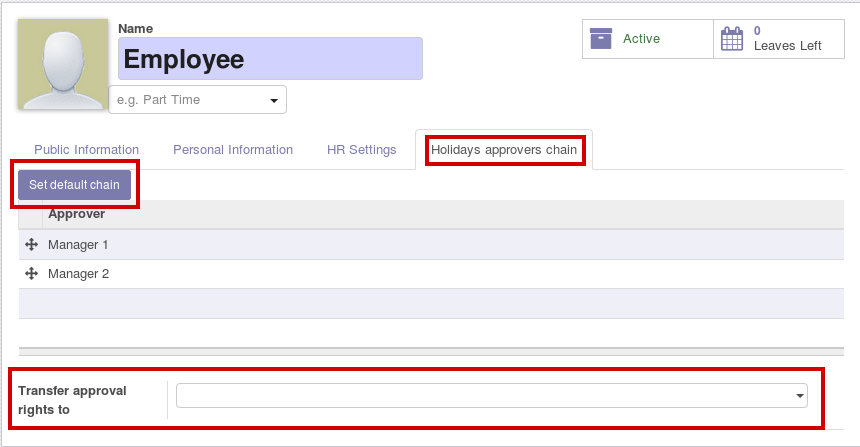 Name
Employee
e.g. Part Time
Active
0
Leaves Left
Public Information
Personal Information
HR Settings
Holidays approvers chain
Set default chain
Approver
Manager 1
Manager 2
Transfer approval
rights to